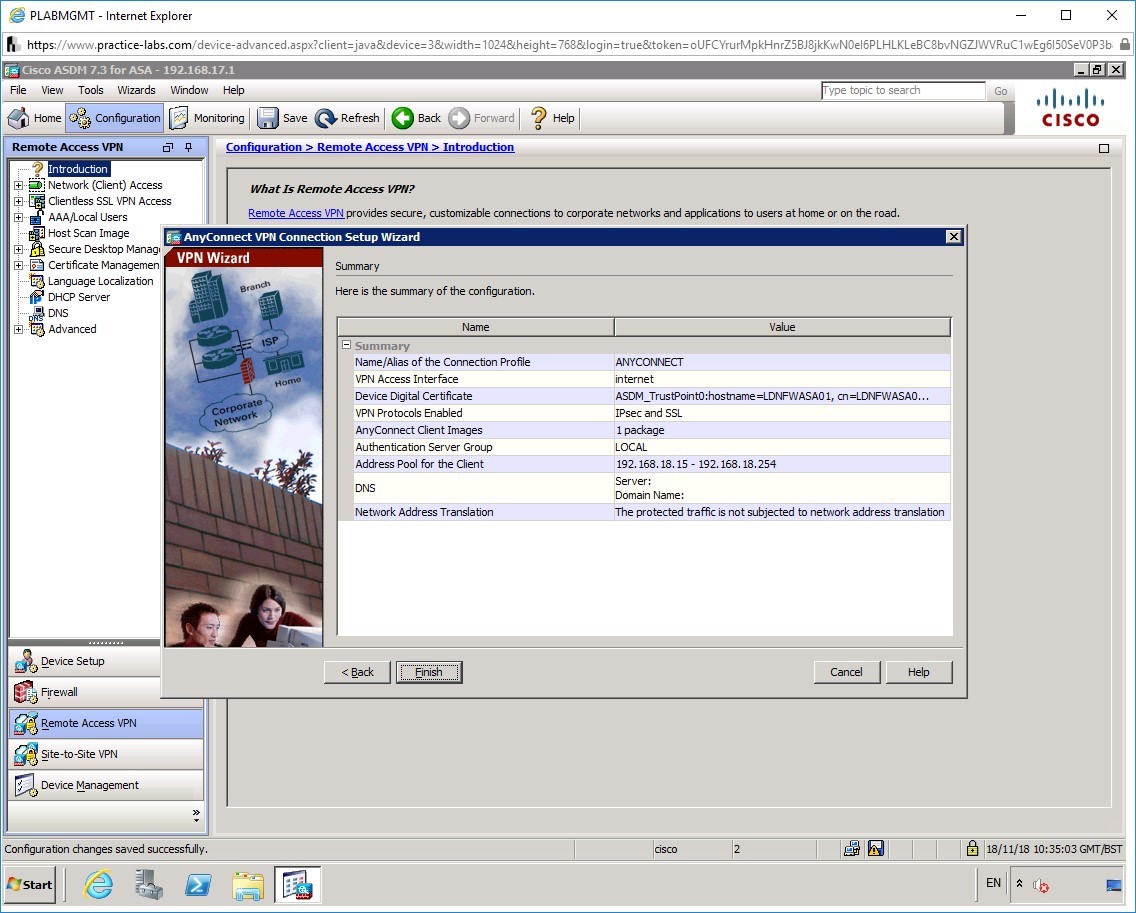 PLABMGMT - Internet Explorer
https://www.practice-labs.com/device-advanced.aspx?client=java&device=3&width=1024&height=768&login=true&token=
Cisco ASDM 7.3 for ASA - 192.168.17.1
File View Tools Wizards Window Help
Type topic to search Go
Home Configuration Monitoring Save Refresh Back Forward Help
CISCO
Remote Access VPN
Configuration > Remote Access VPN > Introduction
Introduction
Network (Client) Access
Clientless SSL VPN Access
AAA/Local Users
Host Scan Image
Secure Desktop Manag
Certificate Managemen
Language Localization
DHCP Server
DNS
Advanced
What Is Remote Access VPN?
Remote Access VPN provides secure, customizable connections to corporate networks and applications to users at home or on the road.
AnyConnect VPN Connection Setup Wizard
VPN Wizard
Branch
ISP
Home
Corporate
Network
Summary
Here is the summary of the configuration.
Name Value
Summary
Name/Alias of the Connection Profile ANYCONNECT
VPN Access Interface internet
Device Digital Certificate ASDM_TrustPoint0:hostname=LDNFWASA01, cn=LDNFWASA0...
VPN Protocols Enabled IPsec and SSL
AnyConnect Client Images 1 package
Authentication Server Group LOCAL
Address Pool for the Client 192.168.18.15 - 192.168.18.254
DNS Server:
Domain Name:
Network Address Translation The protected traffic is not subjected to network address translation
< Back Finish Cancel Help
Device Setup
Firewall
Remote Access VPN
Site-to-Site VPN
Device Management
Configuration changes saved successfully. cisco 2 18/11/18 10:35:03 GMT/BST
Start EN